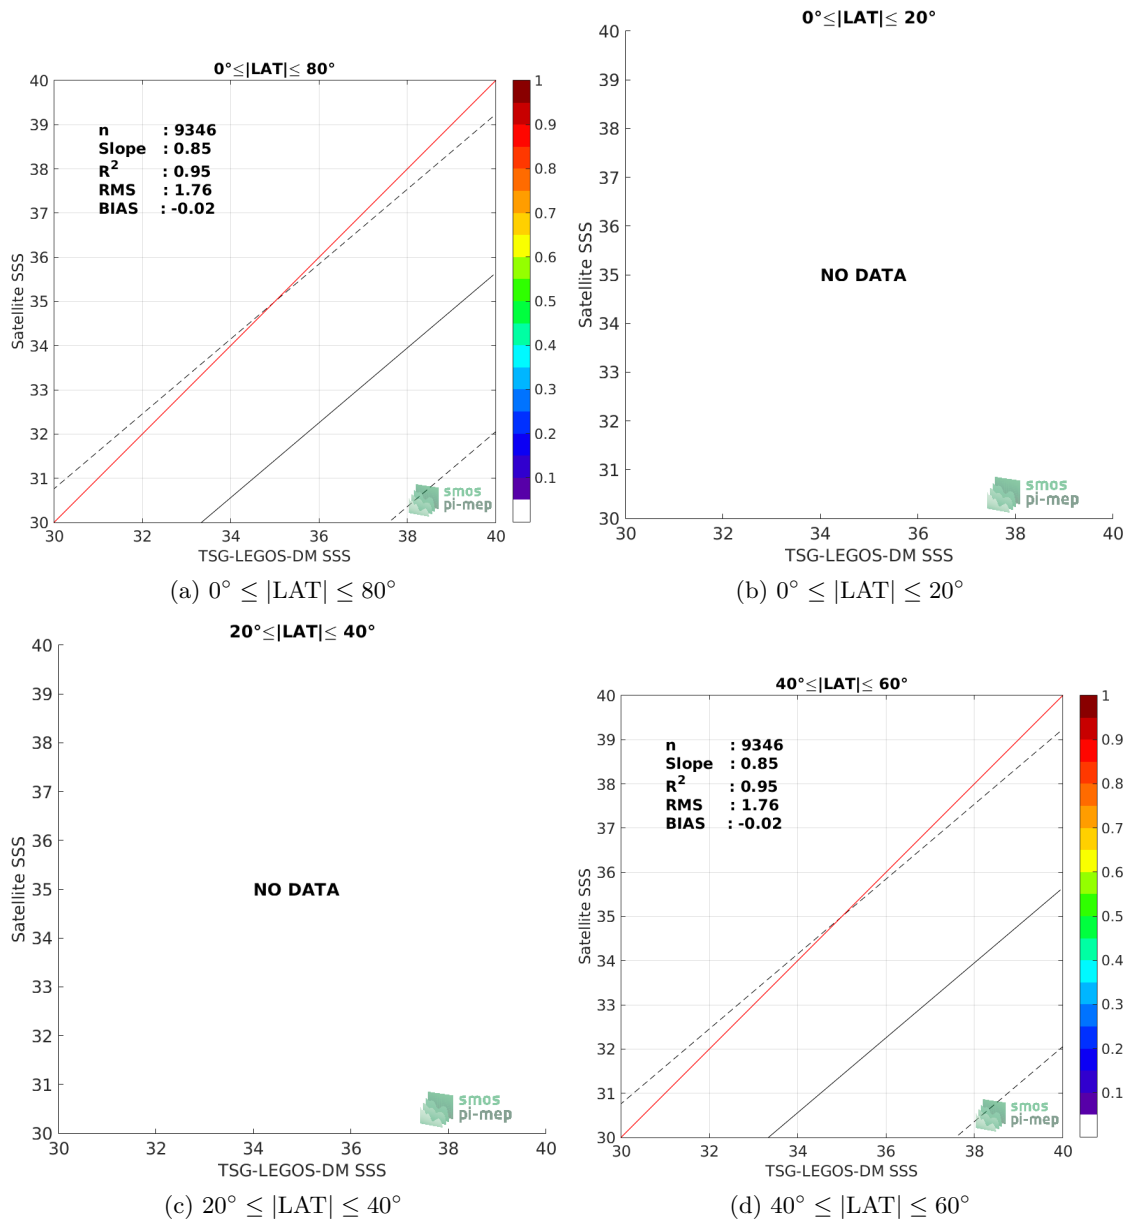 0°≤|LAT|≤ 80°
40
39
38
37
36
35
34
33
32
31
30
Satellite SSS
n : 9346
Slope : 0.85
R² : 0.95
RMS : 1.76
BIAS : -0.02
smos
pi-mep
30 32 34 36 38 40
TSG-LEGOS-DM SSS
1
0.9
0.8
0.7
0.6
0.5
0.4
0.3
0.2
0.1
(a) 0° ≤ |LAT| ≤ 80°
0°≤|LAT|≤ 20°
40
39
38
37
36
35
34
33
32
31
30
Satellite SSS
NO DATA
smos
pi-mep
30 32 34 36 38 40
TSG-LEGOS-DM SSS
(b) 0° ≤ |LAT| ≤ 20°
20°≤|LAT|≤ 40°
40
39
38
37
36
35
34
33
32
31
30
Satellite SSS
NO DATA
smos
pi-mep
30 32 34 36 38 40
TSG-LEGOS-DM SSS
(c) 20° ≤ |LAT| ≤ 40°
40°≤|LAT|≤ 60°
40
39
38
37
36
35
34
33
32
31
30
Satellite SSS
n : 9346
Slope : 0.85
R² : 0.95
RMS : 1.76
BIAS : -0.02
smos
pi-mep
30 32 34 36 38 40
TSG-LEGOS-DM SSS
1
0.9
0.8
0.7
0.6
0.5
0.4
0.3
0.2
0.1
(d) 40° ≤ |LAT| ≤ 60°